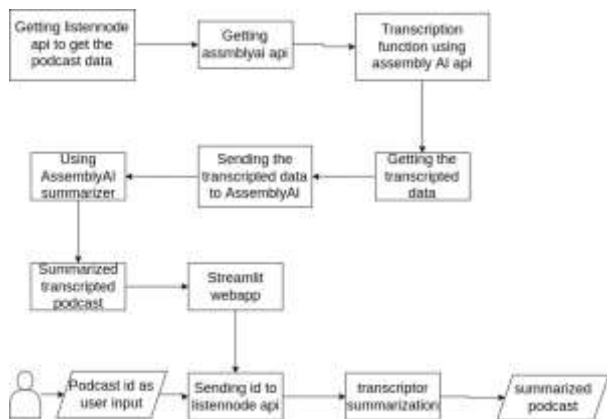 Getting listennode
api to get the
podcast data
Getting
assmblyai api
Transcription
function using
assembly AI api
Using
AssemblyAI
summarizer
Sending the
transcripted data
to AssemblyAI
Getting the
transcripted
data
Summarized
transcripted
podcast
Streamlit
webapp
Podcast id as
user input
Sending id to
listennode api
transcriptor
summarization
summarized
podcast